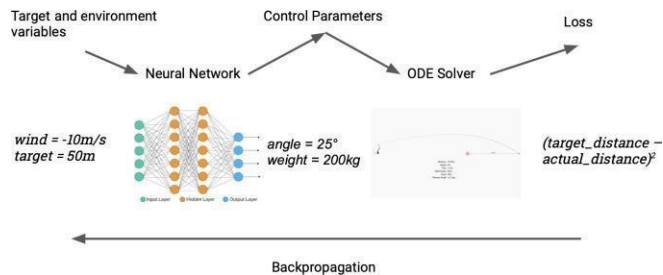 Target and environment
variables
Control Parameters
Loss
Neural Network
ODE Solver
wind = -10m/s
target = 50m
angle = 25°
weight = 200kg
(target_distance —
actual_distance)²
Input Layer
Hidden Layer
Output Layer
Backpropagation